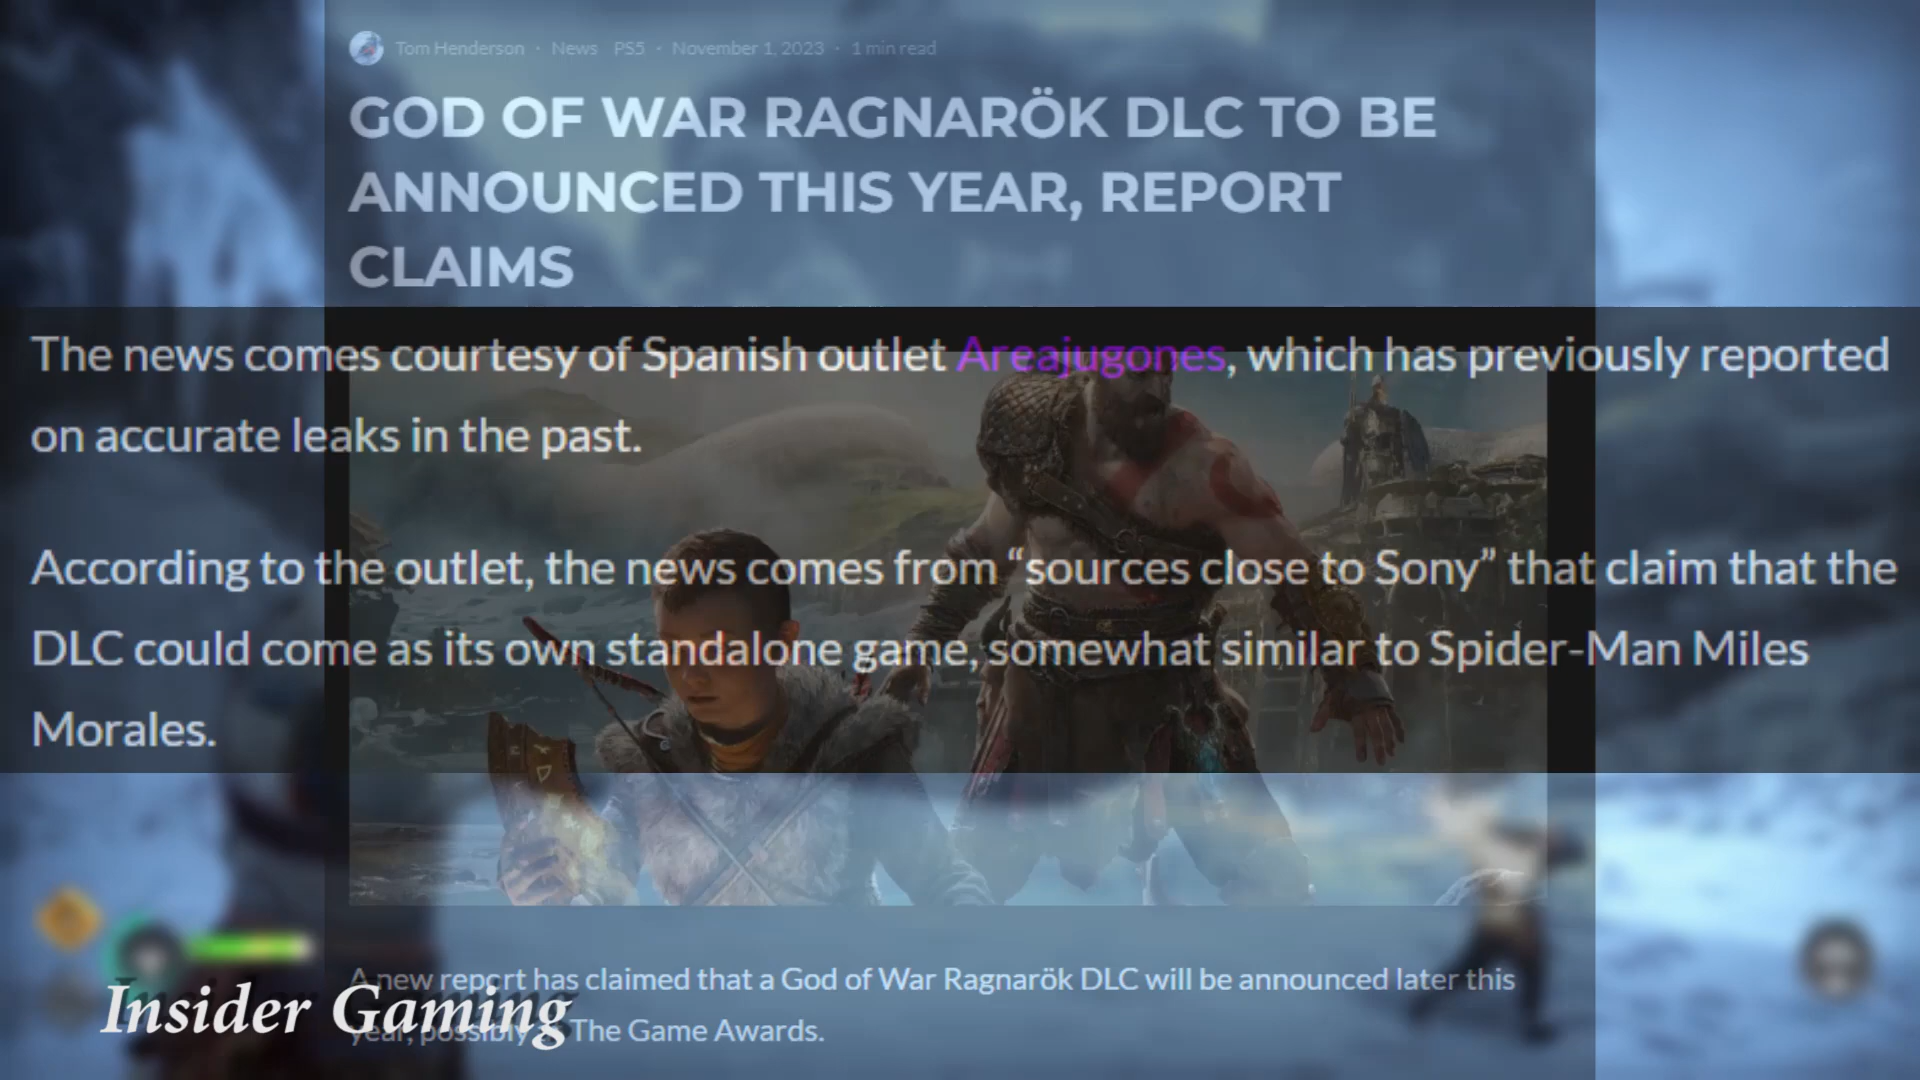 Tom Henderson · News PS5 · November 1, 2023 · 1 min read
GOD OF WAR RAGNARÖK DLC TO BE
ANNOUNCED THIS YEAR, REPORT
CLAIMS
The news comes courtesy of Spanish outlet Areajugones, which has previously reported
on accurate leaks in the past.
According to the outlet, the news comes from “sources close to Sony” that claim that the
DLC could come as its own standalone game, somewhat similar to Spider-Man Miles
Morales.
A new report has claimed that a God of War Ragnarök DLC will be announced later this
year, possibly The Game Awards.
Insider Gaming